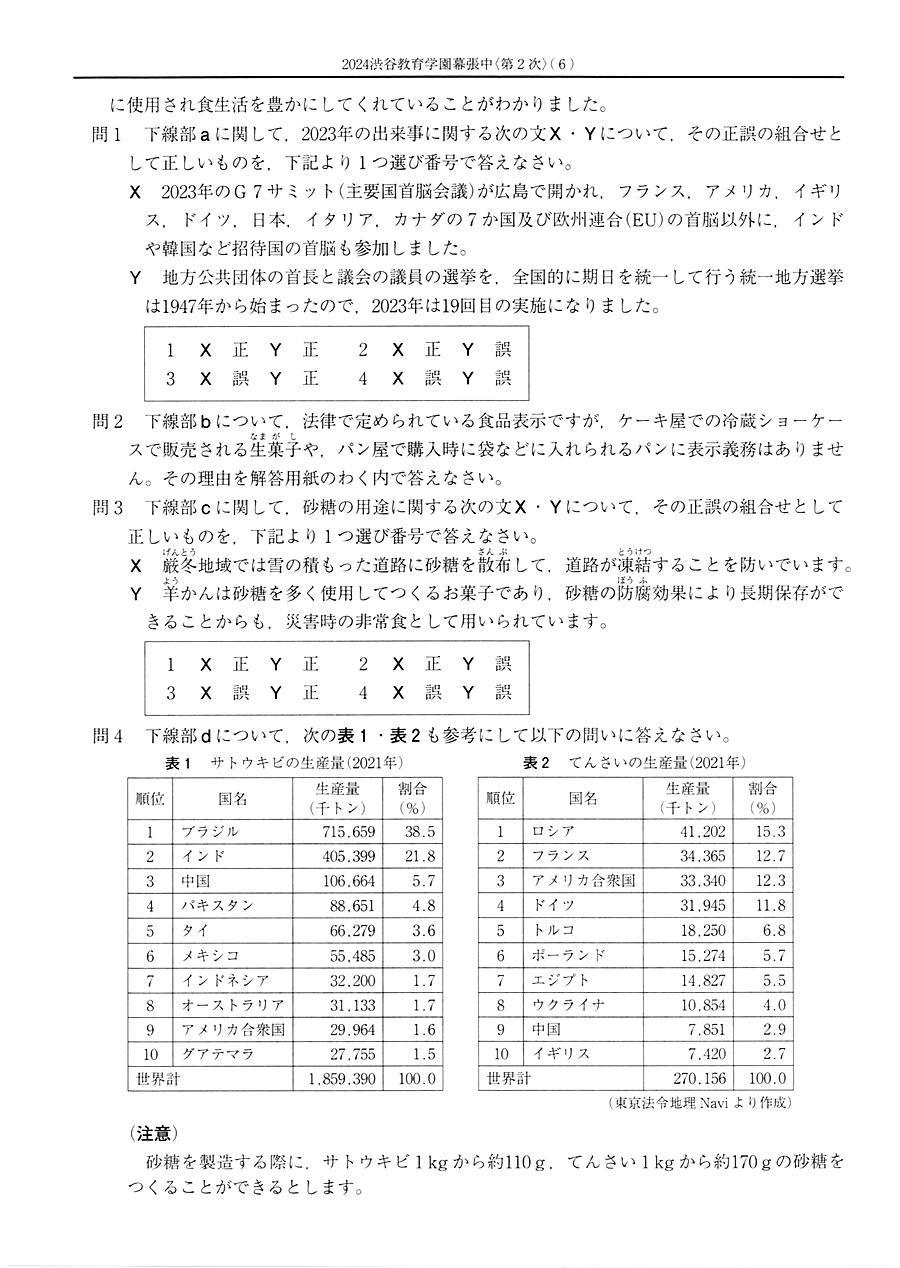 2024渋谷教育学園幕張中〈第2次〉(6)
に使用され食生活を豊かにしてくれていることがわかりました。
問1 下線部aに関して，2023年の出来事に関する次の文X・Yについて，その正誤の組合せと
して正しいものを，下記より1つ選び番号で答えなさい。
X 2023年のG7サミット(主要国首脳会議)が広島で開かれ，フランス，アメリカ，イギリ
ス，ドイツ，日本，イタリア，カナダの7か国及び欧州連合(EU)の首脳以外に，インド
や韓国など招待国の首脳も参加しました。
Y 地方公共団体の首長と議会の議員の選挙を，全国的に期日を統一して行う統一地方選挙
は1947年から始まったので，2023年は19回目の実施になりました。
1 X 正 Y 正 2 X 正 Y 誤
3 X 誤 Y 正 4 X 誤 Y 誤
問2 下線部bについて，法律で定められている食品表示ですが，ケーキ屋での冷蔵ショーケー
なまがし
スで販売される生菓子や，パン屋で購入時に袋などに入れられるパンに表示義務はありませ
ん。その理由を解答用紙のわく内で答えなさい。
問3 下線部cに関して，砂糖の用途に関する次の文X・Yについて，その正誤の組合せとして
正しいものを，下記より1つ選び番号で答えなさい。
げんとう さんぷ とうけつ
X 厳冬地域では雪の積もった道路に砂糖を散布して，道路が凍結することを防いでいます。
よう ぼうふ
Y 羊かんは砂糖を多く使用してつくるお菓子であり，砂糖の防腐効果により長期保存がで
きることからも，災害時の非常食として用いられています。
1 X 正 Y 正 2 X 正 Y 誤
3 X 誤 Y 正 4 X 誤 Y 誤
問4 下線部dについて，次の表1・表2も参考にして以下の問いに答えなさい。
表1 サトウキビの生産量(2021年)
順位 国名 生産量(千トン) 割合(%)
1 ブラジル 715,659 38.5
2 インド 405,399 21.8
3 中国 106,664 5.7
4 パキスタン 88,651 4.8
5 タイ 66,279 3.6
6 メキシコ 55,485 3.0
7 インドネシア 32,200 1.7
8 オーストラリア 31,133 1.7
9 アメリカ合衆国 29,964 1.6
10 グアテマラ 27,755 1.5
世界計 1,859,390 100.0
表2 てんさいの生産量(2021年)
順位 国名 生産量(千トン) 割合(%)
1 ロシア 41,202 15.3
2 フランス 34,365 12.7
3 アメリカ合衆国 33,340 12.3
4 ドイツ 31,945 11.8
5 トルコ 18,250 6.8
6 ポーランド 15,274 5.7
7 エジプト 14,827 5.5
8 ウクライナ 10,854 4.0
9 中国 7,851 2.9
10 イギリス 7,420 2.7
世界計 270,156 100.0
(東京法令地理Naviより作成)
(注意)
砂糖を製造する際に，サトウキビ1kgから約110g，てんさい1kgから約170gの砂糖を
つくることができるとします。